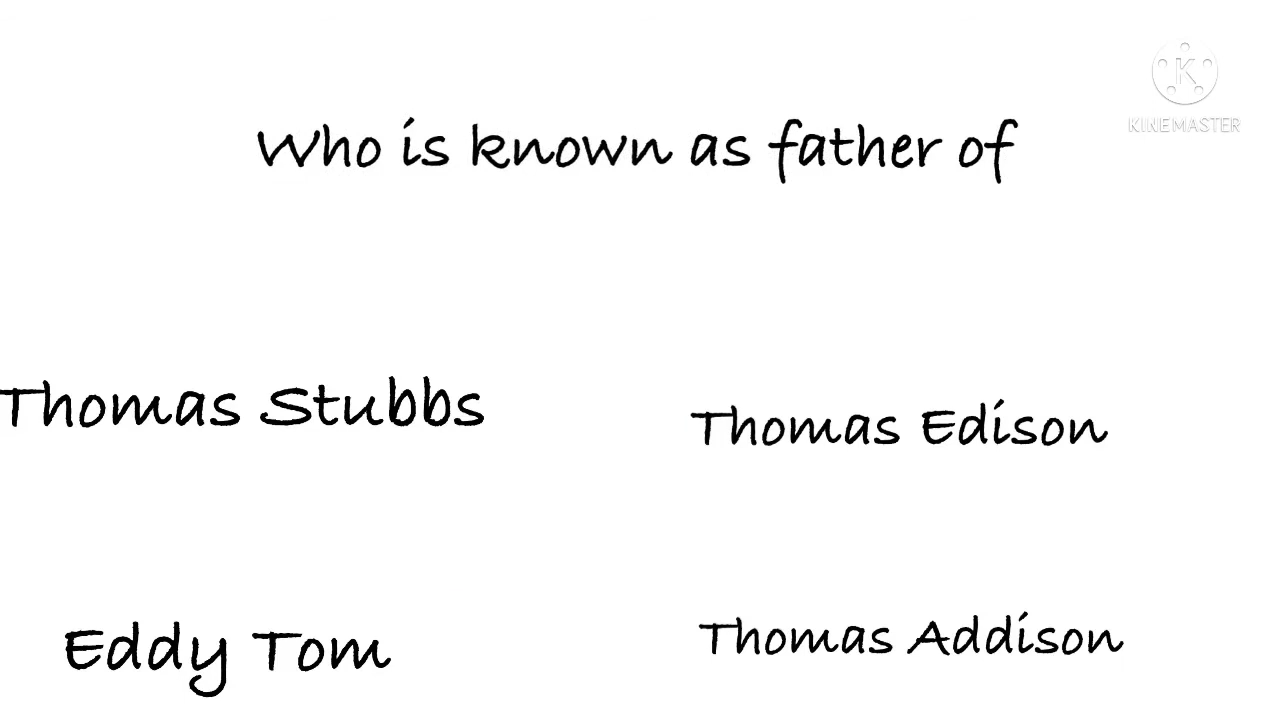 KINEMASTER
Who is known as father of
Thomas Stubbs
Thomas Edison
Eddy Tom
Thomas Addison